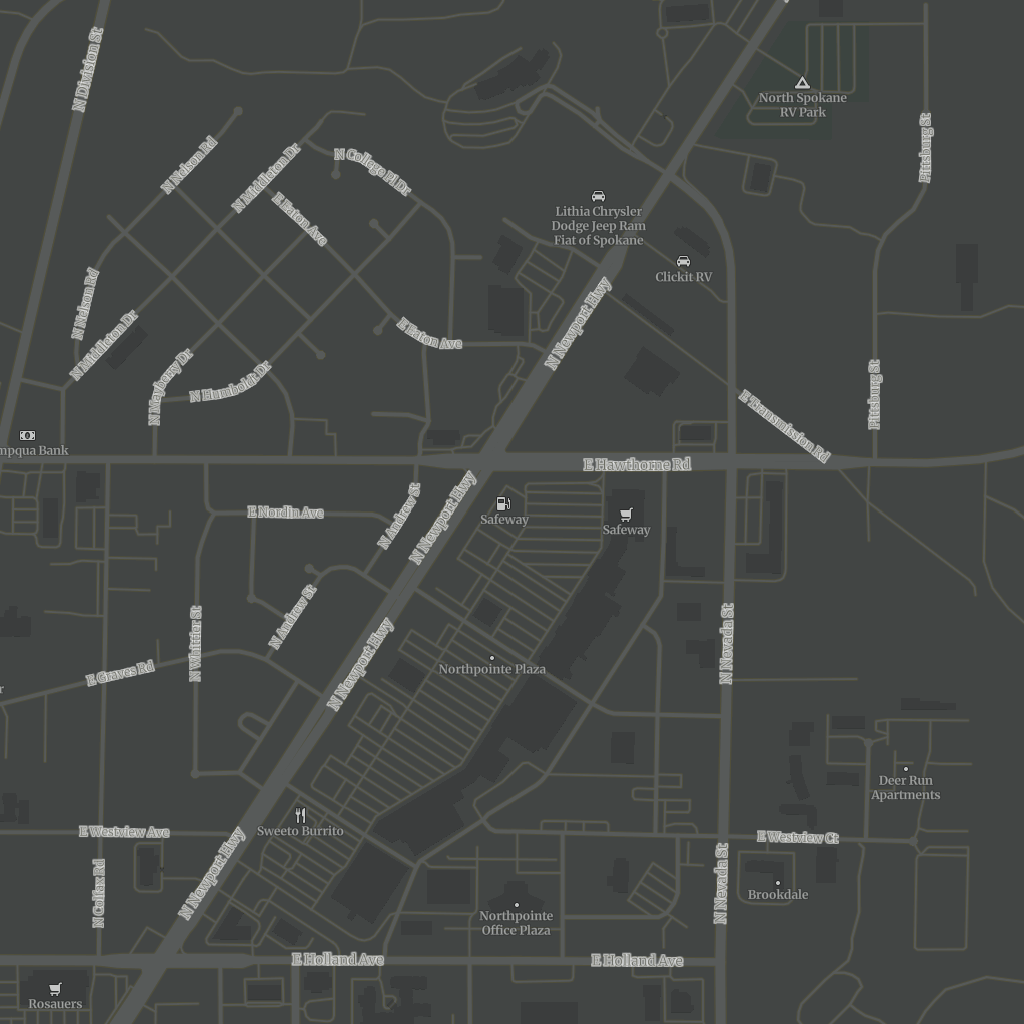 N Division St
North Spokane
RV Park
Pittsburg St
N Nelson Rd
N Middleton Dr
N College Pl Dr
E Eaton Ave
Lithia Chrysler
Dodge Jeep Ram
Fiat of Spokane
Clickit RV
N Nelson Rd
N Middleton Dr
N Newport Hwy
E Eaton Ave
N Mayberry Dr
N Humboldt Dr
Pittsburg St
E Transmission Rd
mpqua Bank
E Hawthorne Rd
N Andrew St
N Newport Hwy
E Nordin Ave
Safeway
Safeway
N Andrew St
N Whittier St
N Newport Hwy
N Nevada St
E Graves Rd
Northpointe Plaza
r
Deer Run
Apartments
Sweeto Burrito
E Westview Ave
E Westview Ct
N Colfax Rd
N Newport Hwy
N Nevada St
Brookdale
Northpointe
Office Plaza
E Holland Ave
E Holland Ave
Rosauers